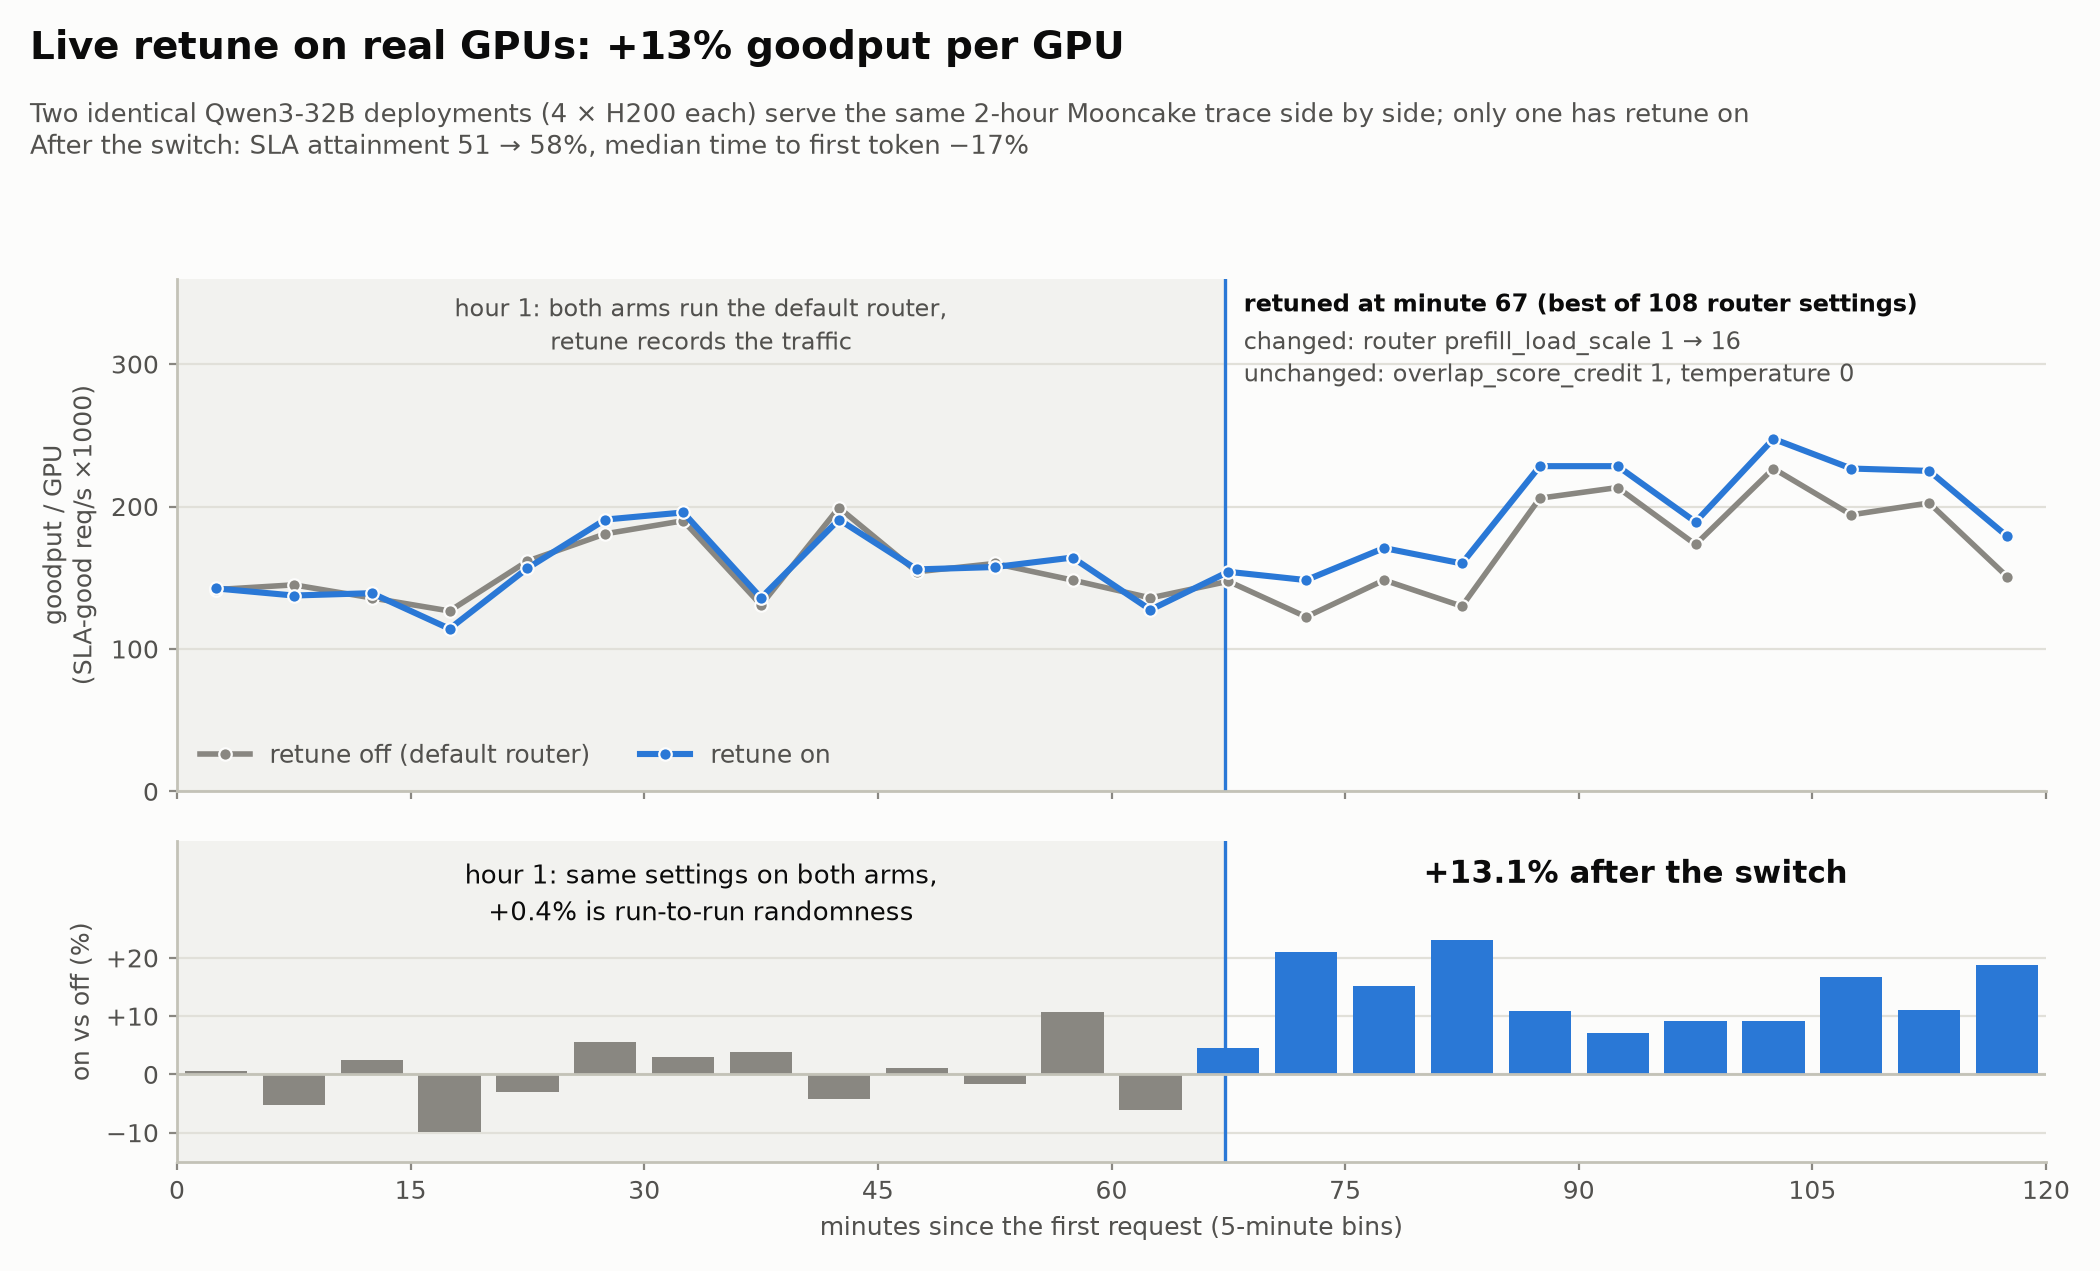 Live retune on real GPUs: +13% goodput per GPU
Two identical Qwen3-32B deployments (4 × H200 each) serve the same 2-hour Mooncake trace side by side; only one has retune on
After the switch: SLA attainment 51 → 58%, median time to first token −17%
hour 1: both arms run the default router,
retune records the traffic
retuned at minute 67 (best of 108 router settings)
changed: router prefill_load_scale 1 → 16
unchanged: overlap_score_credit 1, temperature 0
goodput / GPU
(SLA-good req/s ×1000)
300
200
100
0
retune off (default router)
retune on
hour 1: same settings on both arms,
+0.4% is run-to-run randomness
+13.1% after the switch
on vs off (%)
+20
+10
0
−10
0 15 30 45 60 75 90 105 120
minutes since the first request (5-minute bins)